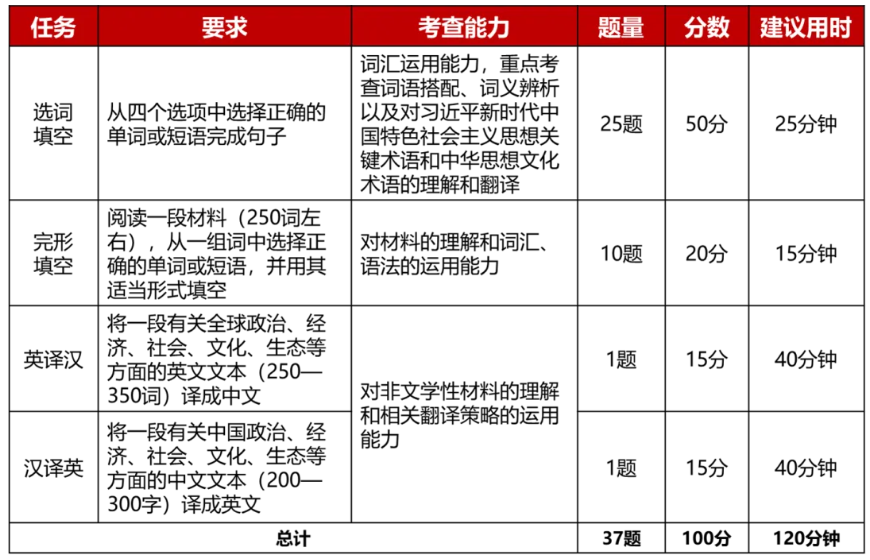 任务 要求 考查能力 题量 分数 建议用时
选词
填空
从四个选项中选择正确的
单词或短语完成句子
词汇运用能力，重点考
查词语搭配、词义辨析
以及对习近平新时代中
国特色社会主义思想关
键术语和中华思想文化
术语的理解和翻译
25题
50分
25分钟
完形
填空
阅读一段材料（250词左
右），从一组词中选择正
确的单词或短语，并用其
适当形式填空
对材料的理解和词汇、
语法的运用能力
10题
20分
15分钟
英译汉
将一段有关全球政治、经
济、社会、文化、生态等
方面的英文文本（250—
350词）译成中文
对非文学性材料的理解
和相关翻译策略的运用
能力
1题
15分
40分钟
汉译英
将一段有关中国政治、经
济、社会、文化、生态等
方面的中文文本（200—
300字）译成英文
1题
15分
40分钟
总计 37题 100分 120分钟